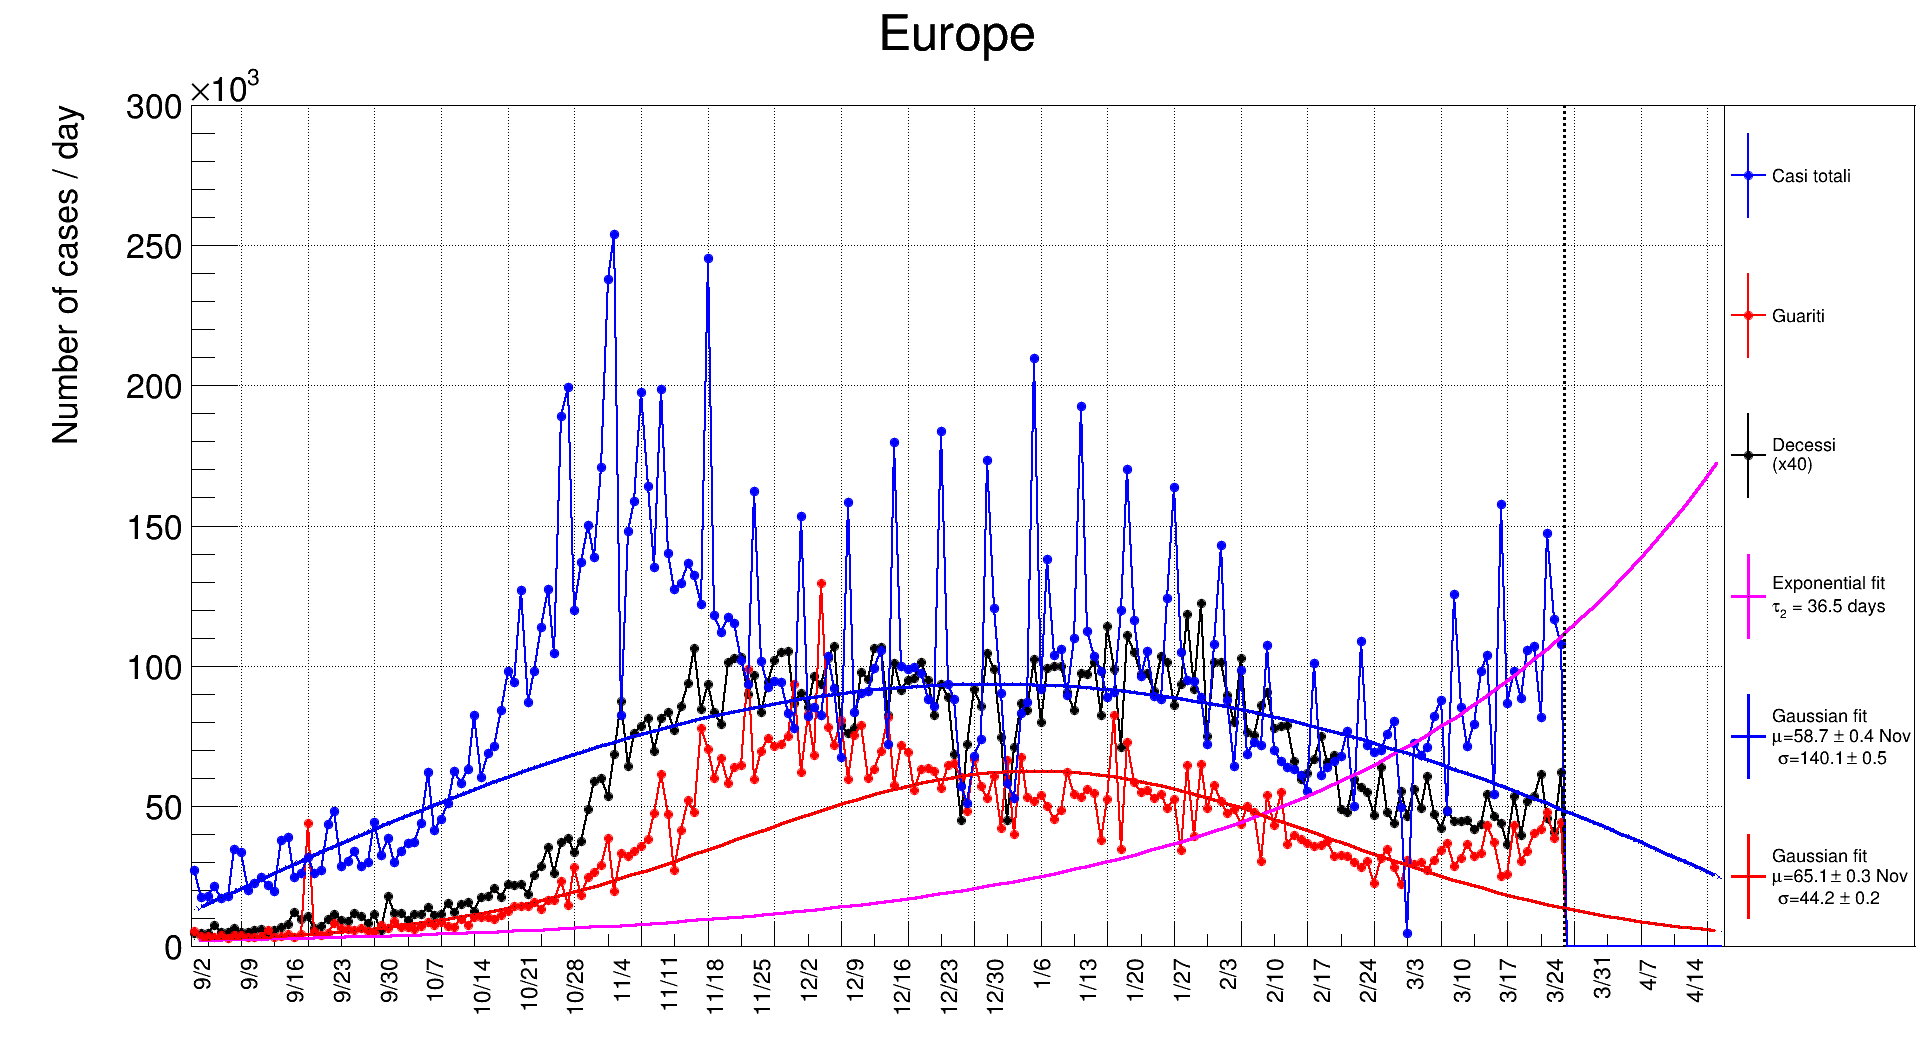 Europe
×10³
Number of cases / day
300
250
200
150
100
50
0
9/2
9/9
9/16
9/23
9/30
10/7
10/14
10/21
10/28
11/4
11/11
11/18
11/25
12/2
12/9
12/16
12/23
12/30
1/6
1/13
1/20
1/27
2/3
2/10
2/17
2/24
3/3
3/10
3/17
3/24
3/31
4/7
4/14
Casi totali
Guariti
Decessi
(x40)
Exponential fit
τ₂ = 36.5 days
Gaussian fit
μ=58.7 ± 0.4 Nov
σ=140.1 ± 0.5
Gaussian fit
μ=65.1 ± 0.3 Nov
σ=44.2 ± 0.2